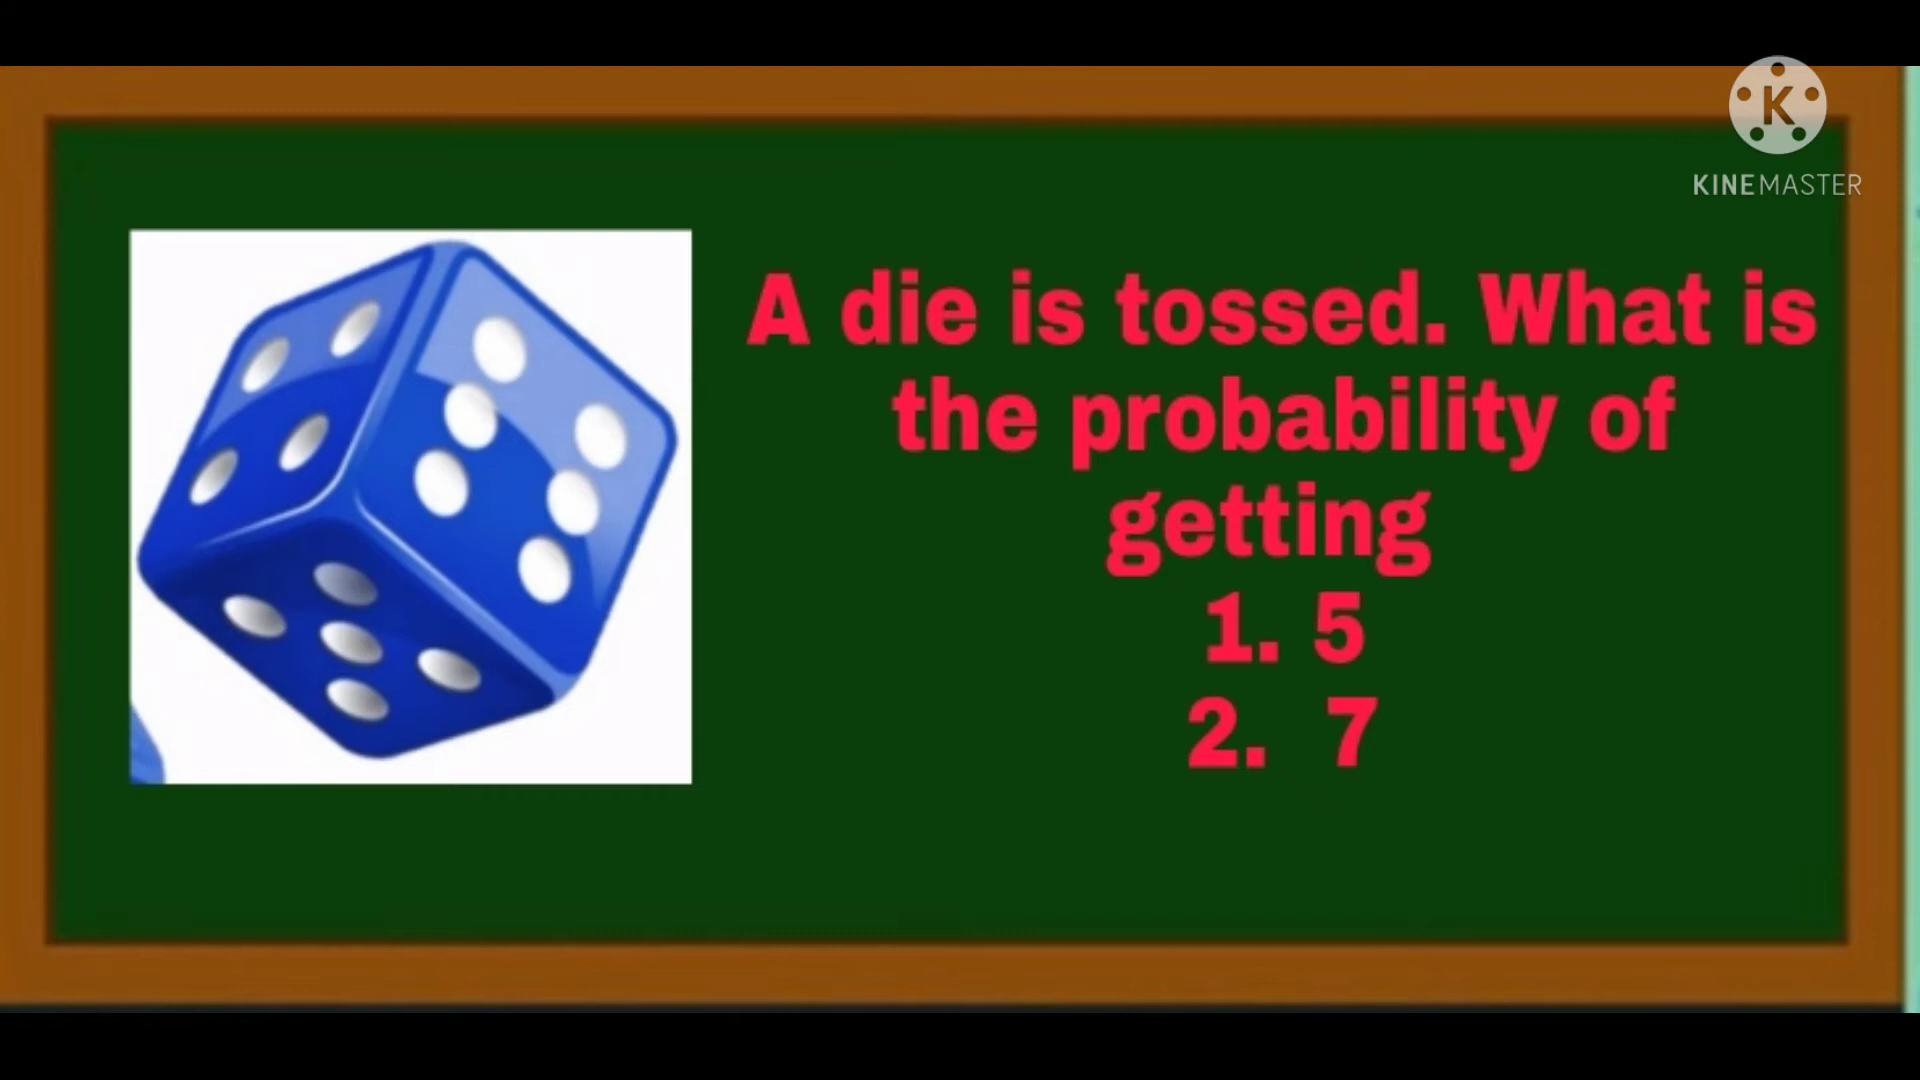 K
KINEMASTER
A die is tossed. What is
the probability of
getting
1. 5
2. 7